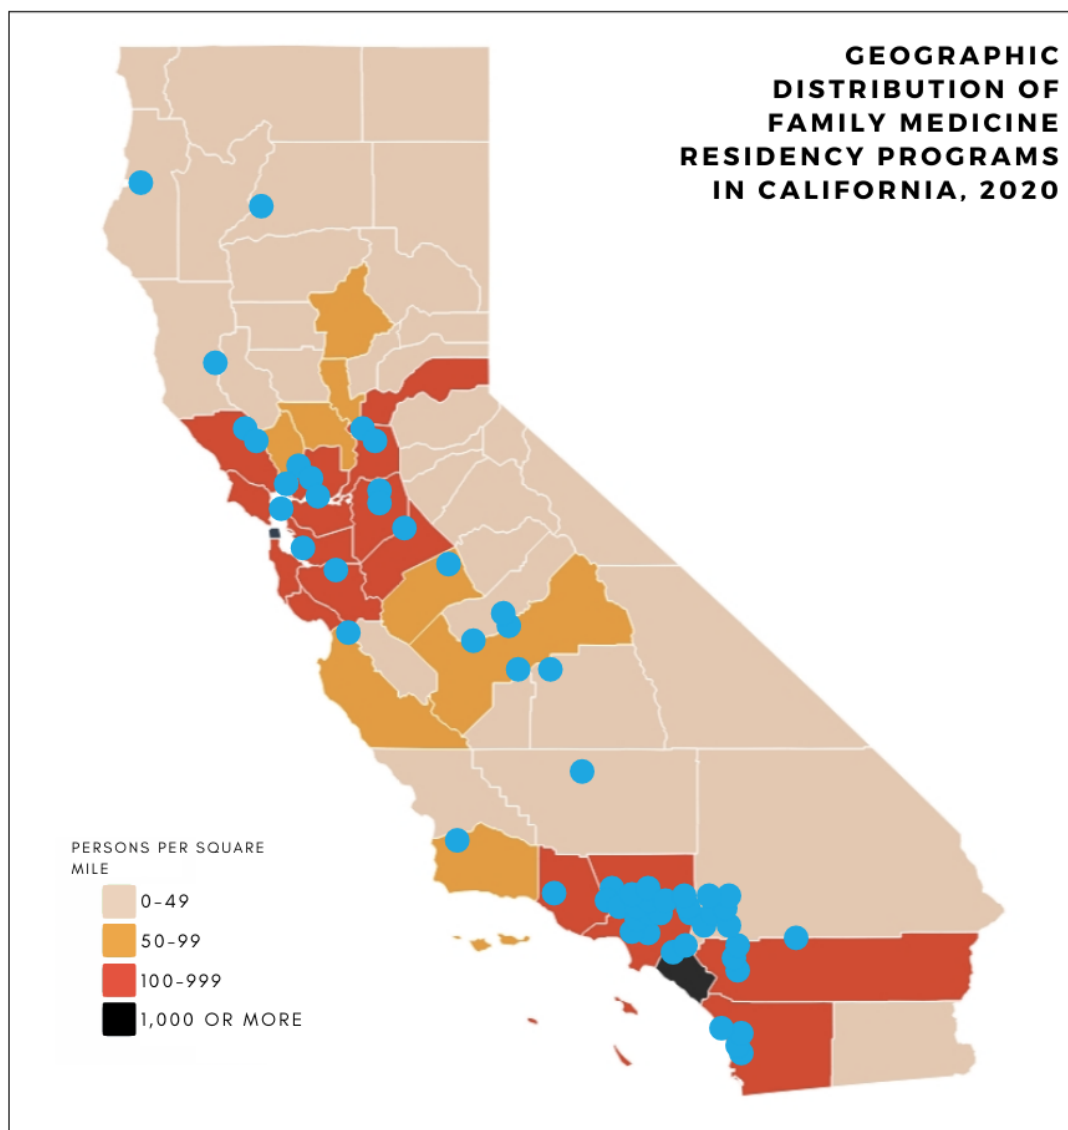 GEOGRAPHIC
DISTRIBUTION OF
FAMILY MEDICINE
RESIDENCY PROGRAMS
IN CALIFORNIA, 2020
PERSONS PER SQUARE
MILE
0-49
50-99
100-999
1,000 OR MORE